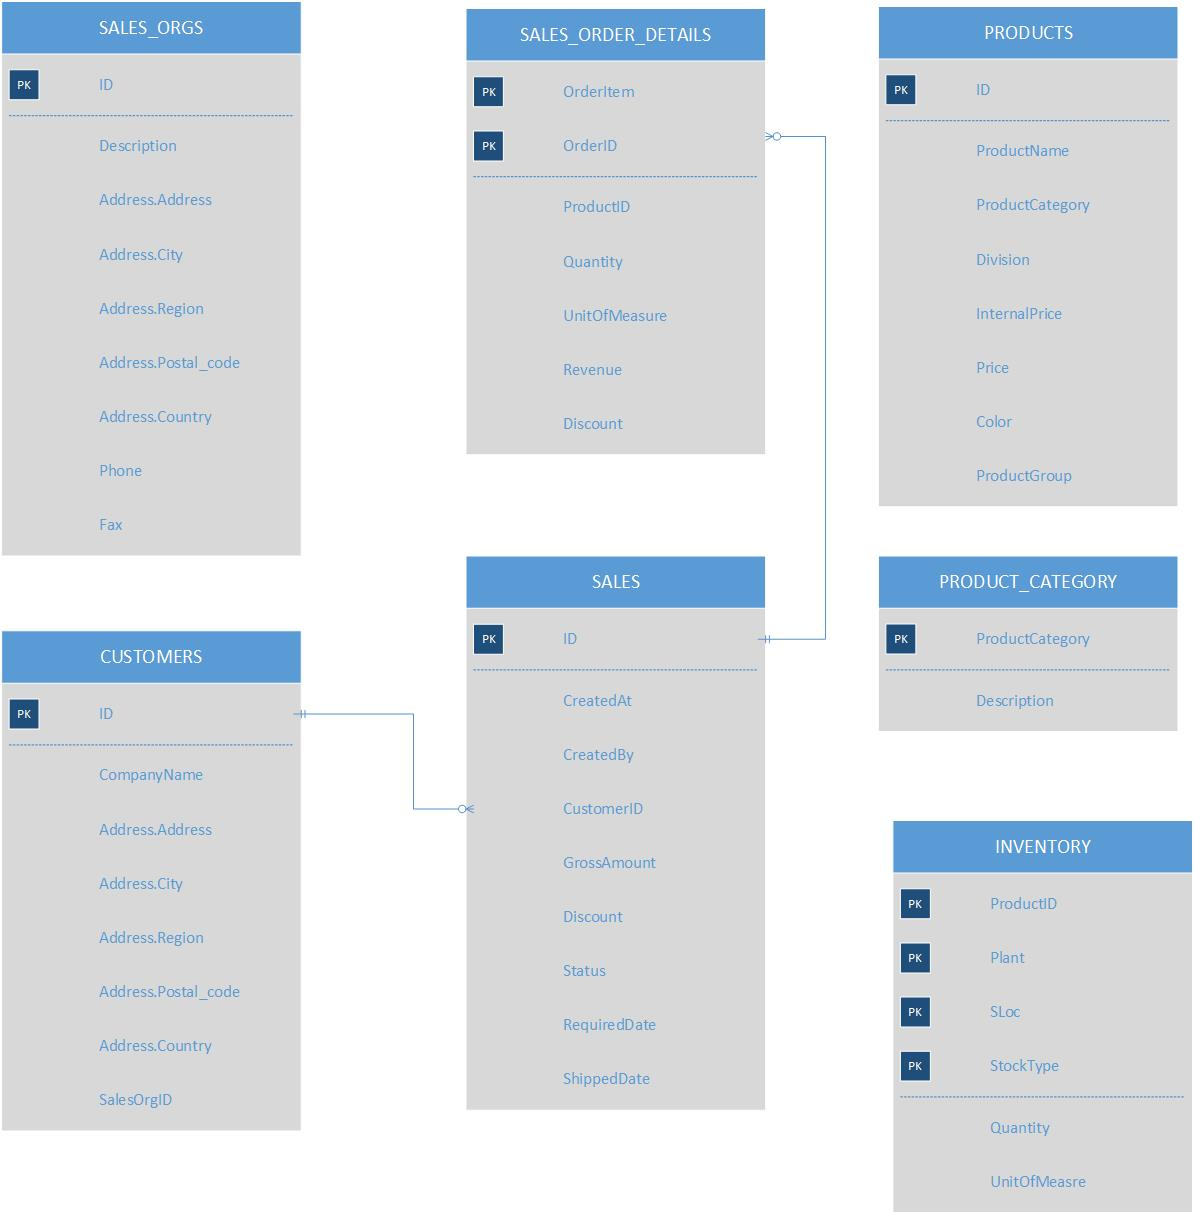 SALES_ORGS
PK ID
Description
Address.Address
Address.City
Address.Region
Address.Postal_code
Address.Country
Phone
Fax
SALES_ORDER_DETAILS
PK OrderItem
PK OrderID
ProductID
Quantity
UnitOfMeasure
Revenue
Discount
PRODUCTS
PK ID
ProductName
ProductCategory
Division
InternalPrice
Price
Color
ProductGroup
CUSTOMERS
PK ID
CompanyName
Address.Address
Address.City
Address.Region
Address.Postal_code
Address.Country
SalesOrgID
SALES
PK ID
CreatedAt
CreatedBy
CustomerID
GrossAmount
Discount
Status
RequiredDate
ShippedDate
PRODUCT_CATEGORY
PK ProductCategory
Description
INVENTORY
PK ProductID
PK Plant
PK SLoc
PK StockType
Quantity
UnitOfMeasre